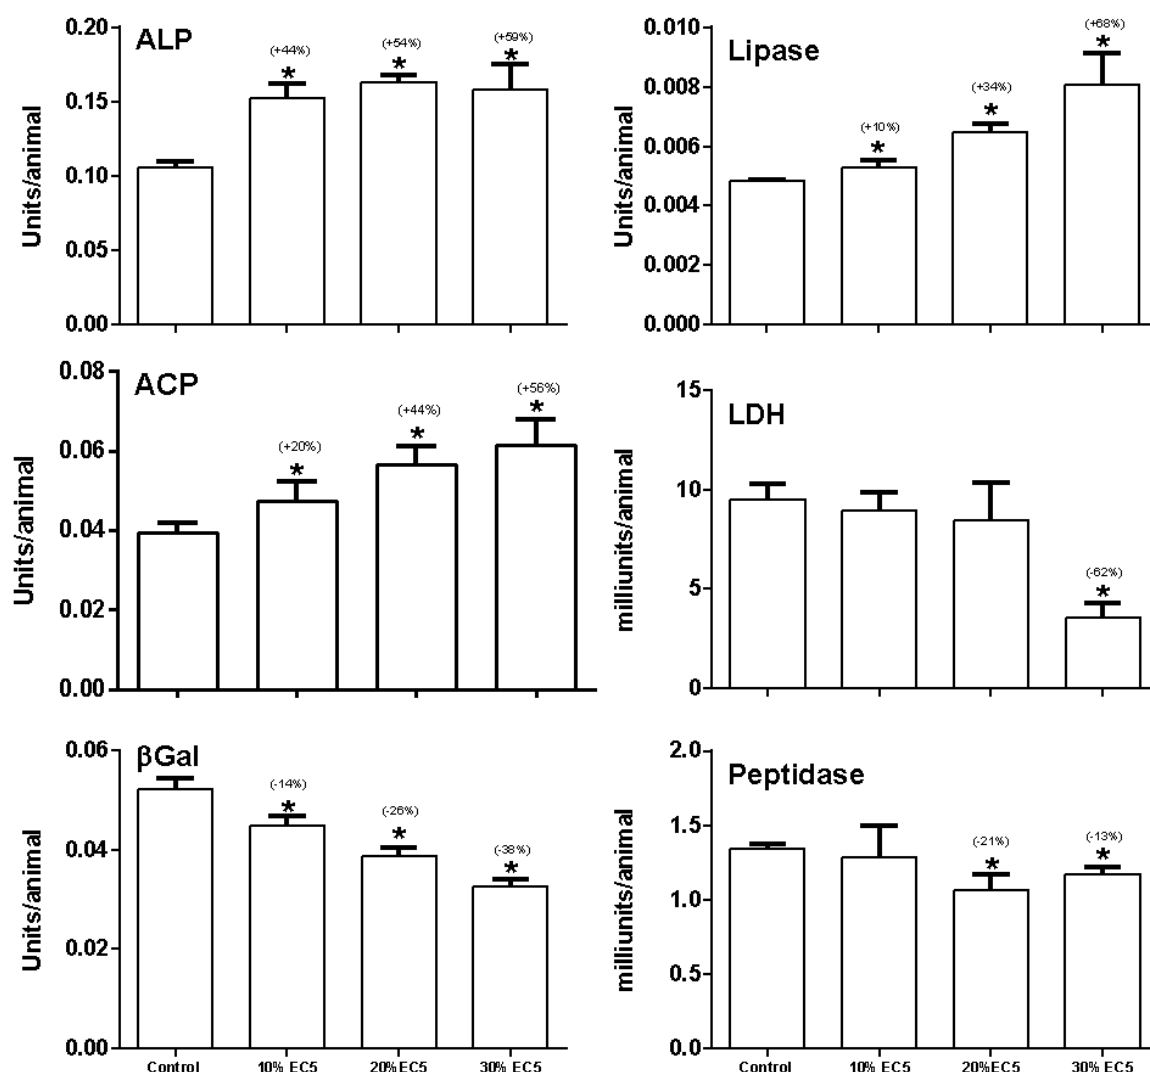 ALP
Units/animal
0.20
0.15
0.10
0.05
0.00
(+44%)
(+54%)
(+59%)
* * *
Lipase
Units/animal
0.010
0.008
0.006
0.004
0.002
0.000
(+10%)
(+34%)
(+68%)
* * *
ACP
Units/animal
0.08
0.06
0.04
0.02
0.00
(+20%)
(+44%)
(+56%)
* * *
LDH
milliunits/animal
15
10
5
0
(-62%)
*
βGal
Units/animal
0.06
0.04
0.02
0.00
(-14%)
(-26%)
(-38%)
* * *
Control 10% EC5 20%EC5 30% EC5
Peptidase
milliunits/animal
2.0
1.5
1.0
0.5
0.0
(-21%)
(-13%)
* *
Control 10% EC5 20%EC5 30% EC5